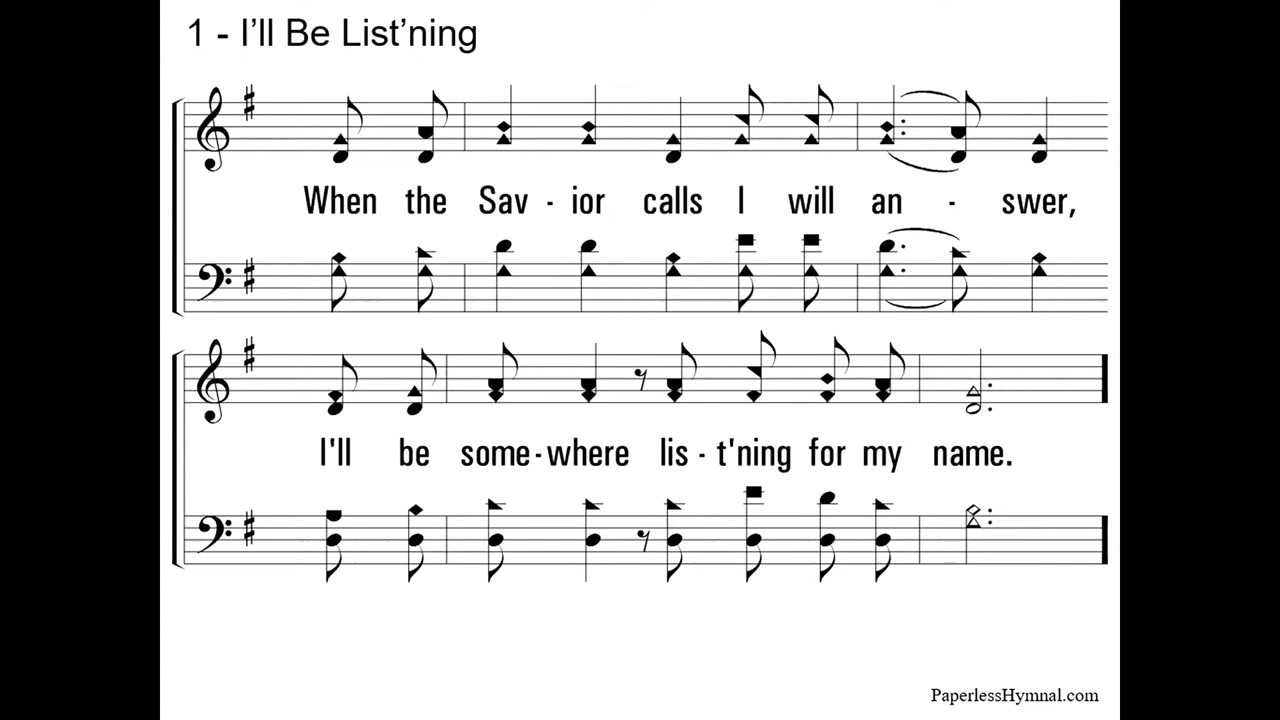 1 - I’ll Be List’ning
When the Sav - ior calls I will an - swer,
I'll be some-where lis - t'ning for my name.
PaperlessHymnal.com